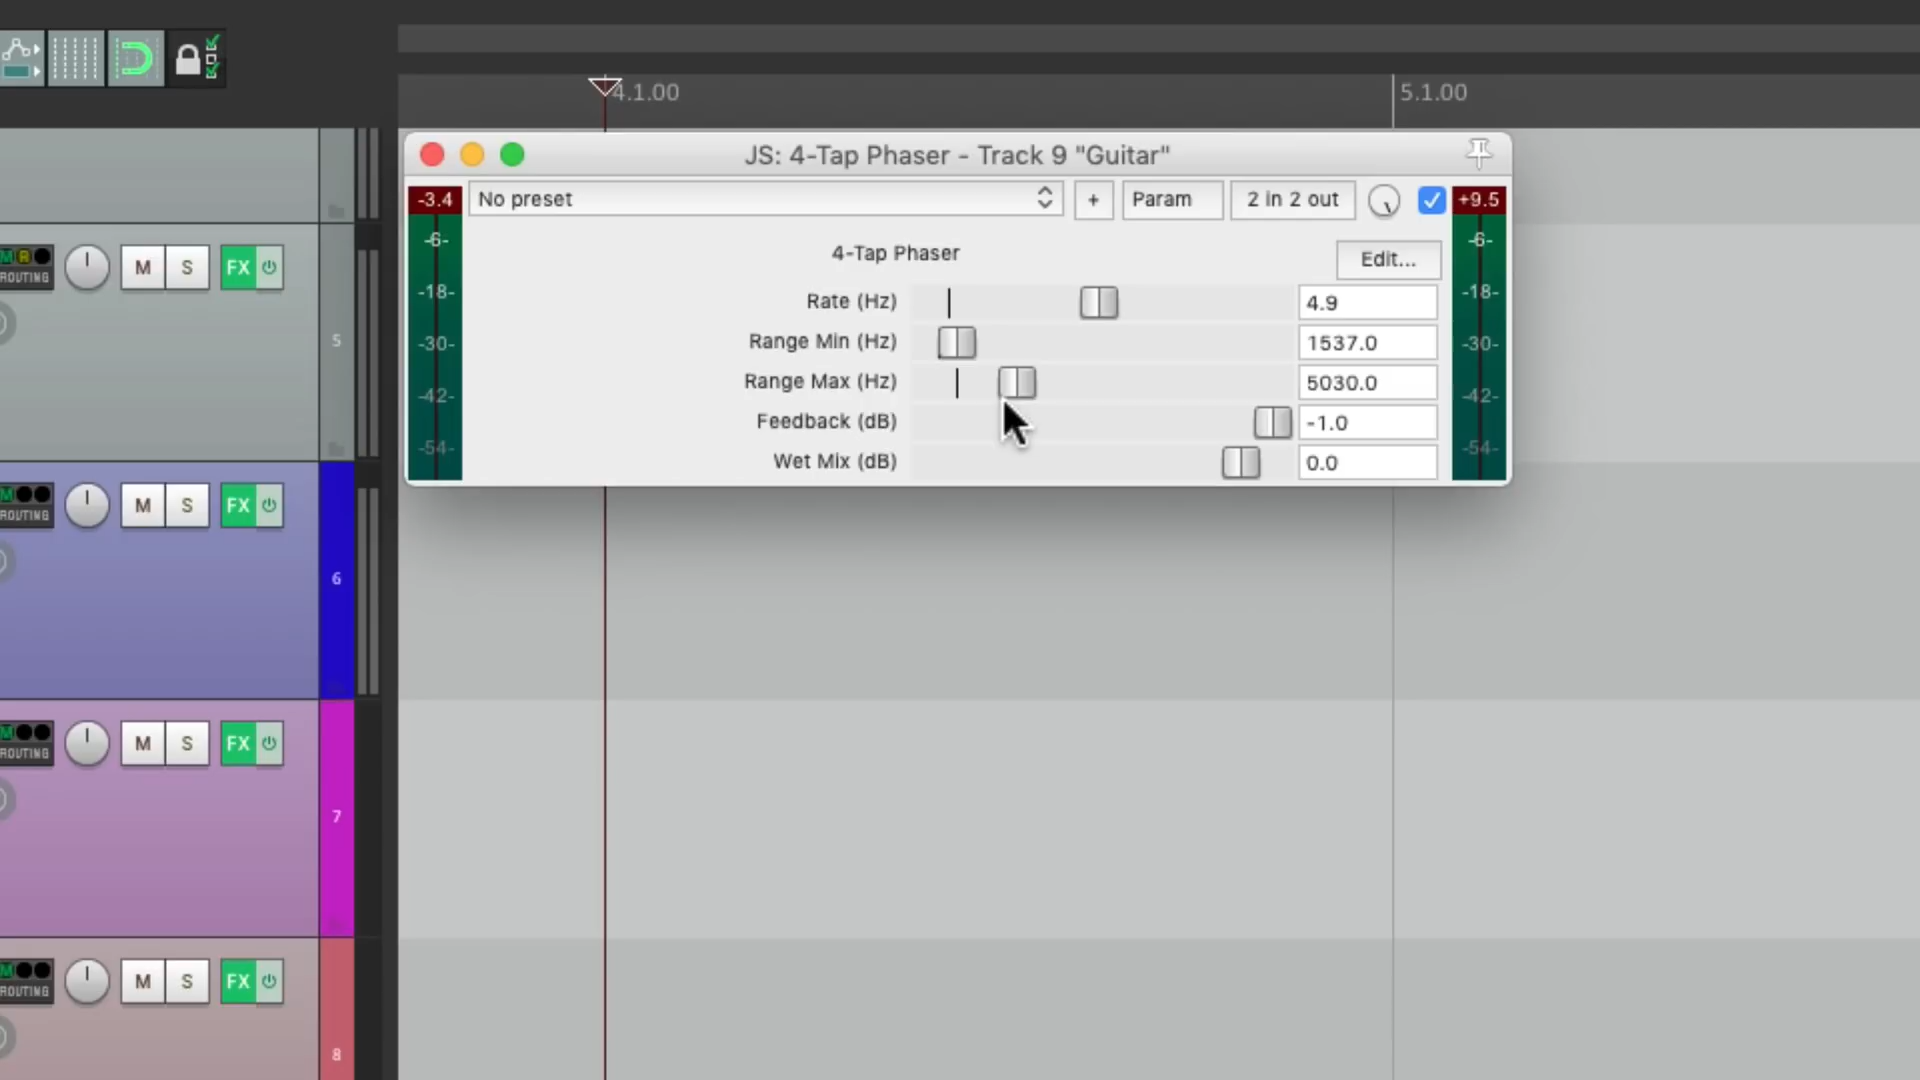 4.1.00
5.1.00
JS: 4-Tap Phaser - Track 9 "Guitar"
-3.4
No preset
+
Param
2 in 2 out
+9.5
-6-
-18-
-30-
-42-
-54-
4-Tap Phaser
Edit...
Rate (Hz)
4.9
Range Min (Hz)
1537.0
Range Max (Hz)
5030.0
Feedback (dB)
-1.0
Wet Mix (dB)
0.0
-6-
-18-
-30-
-42-
-54-
M R
ROUTING
M
S
FX
5
M
ROUTING
M
S
FX
6
M
ROUTING
M
S
FX
7
M
ROUTING
M
S
FX
8